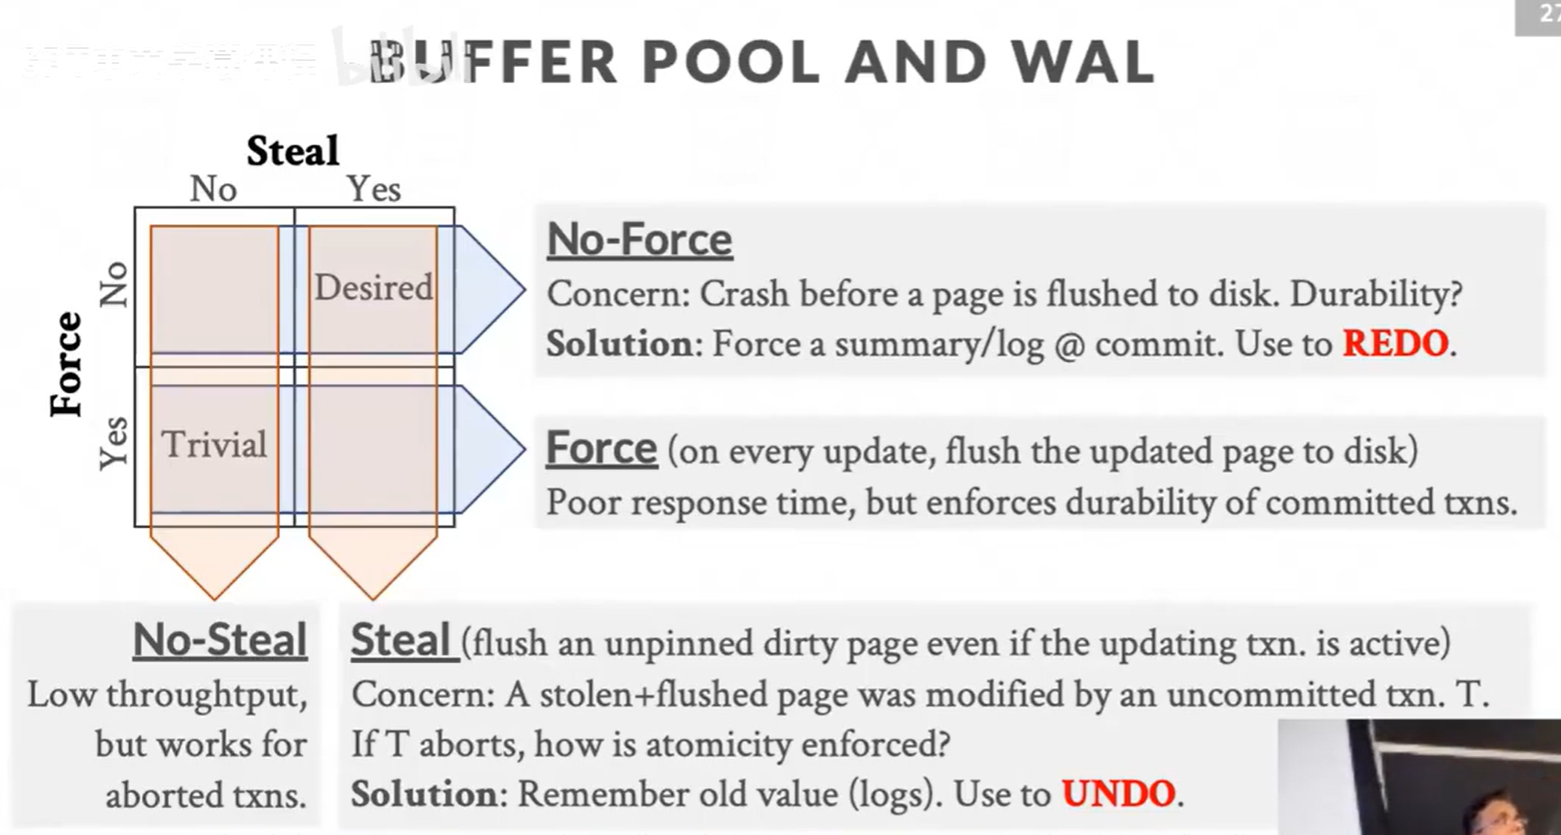 27
BUFFER POOL AND WAL
Steal
No Yes
Force
No
Yes
Desired
Trivial
No-Force
Concern: Crash before a page is flushed to disk. Durability?
Solution: Force a summary/log @ commit. Use to REDO.
Force (on every update, flush the updated page to disk)
Poor response time, but enforces durability of committed txns.
No-Steal
Low throughtput,
but works for
aborted txns.
Steal (flush an unpinned dirty page even if the updating txn. is active)
Concern: A stolen+flushed page was modified by an uncommitted txn. T.
If T aborts, how is atomicity enforced?
Solution: Remember old value (logs). Use to UNDO.